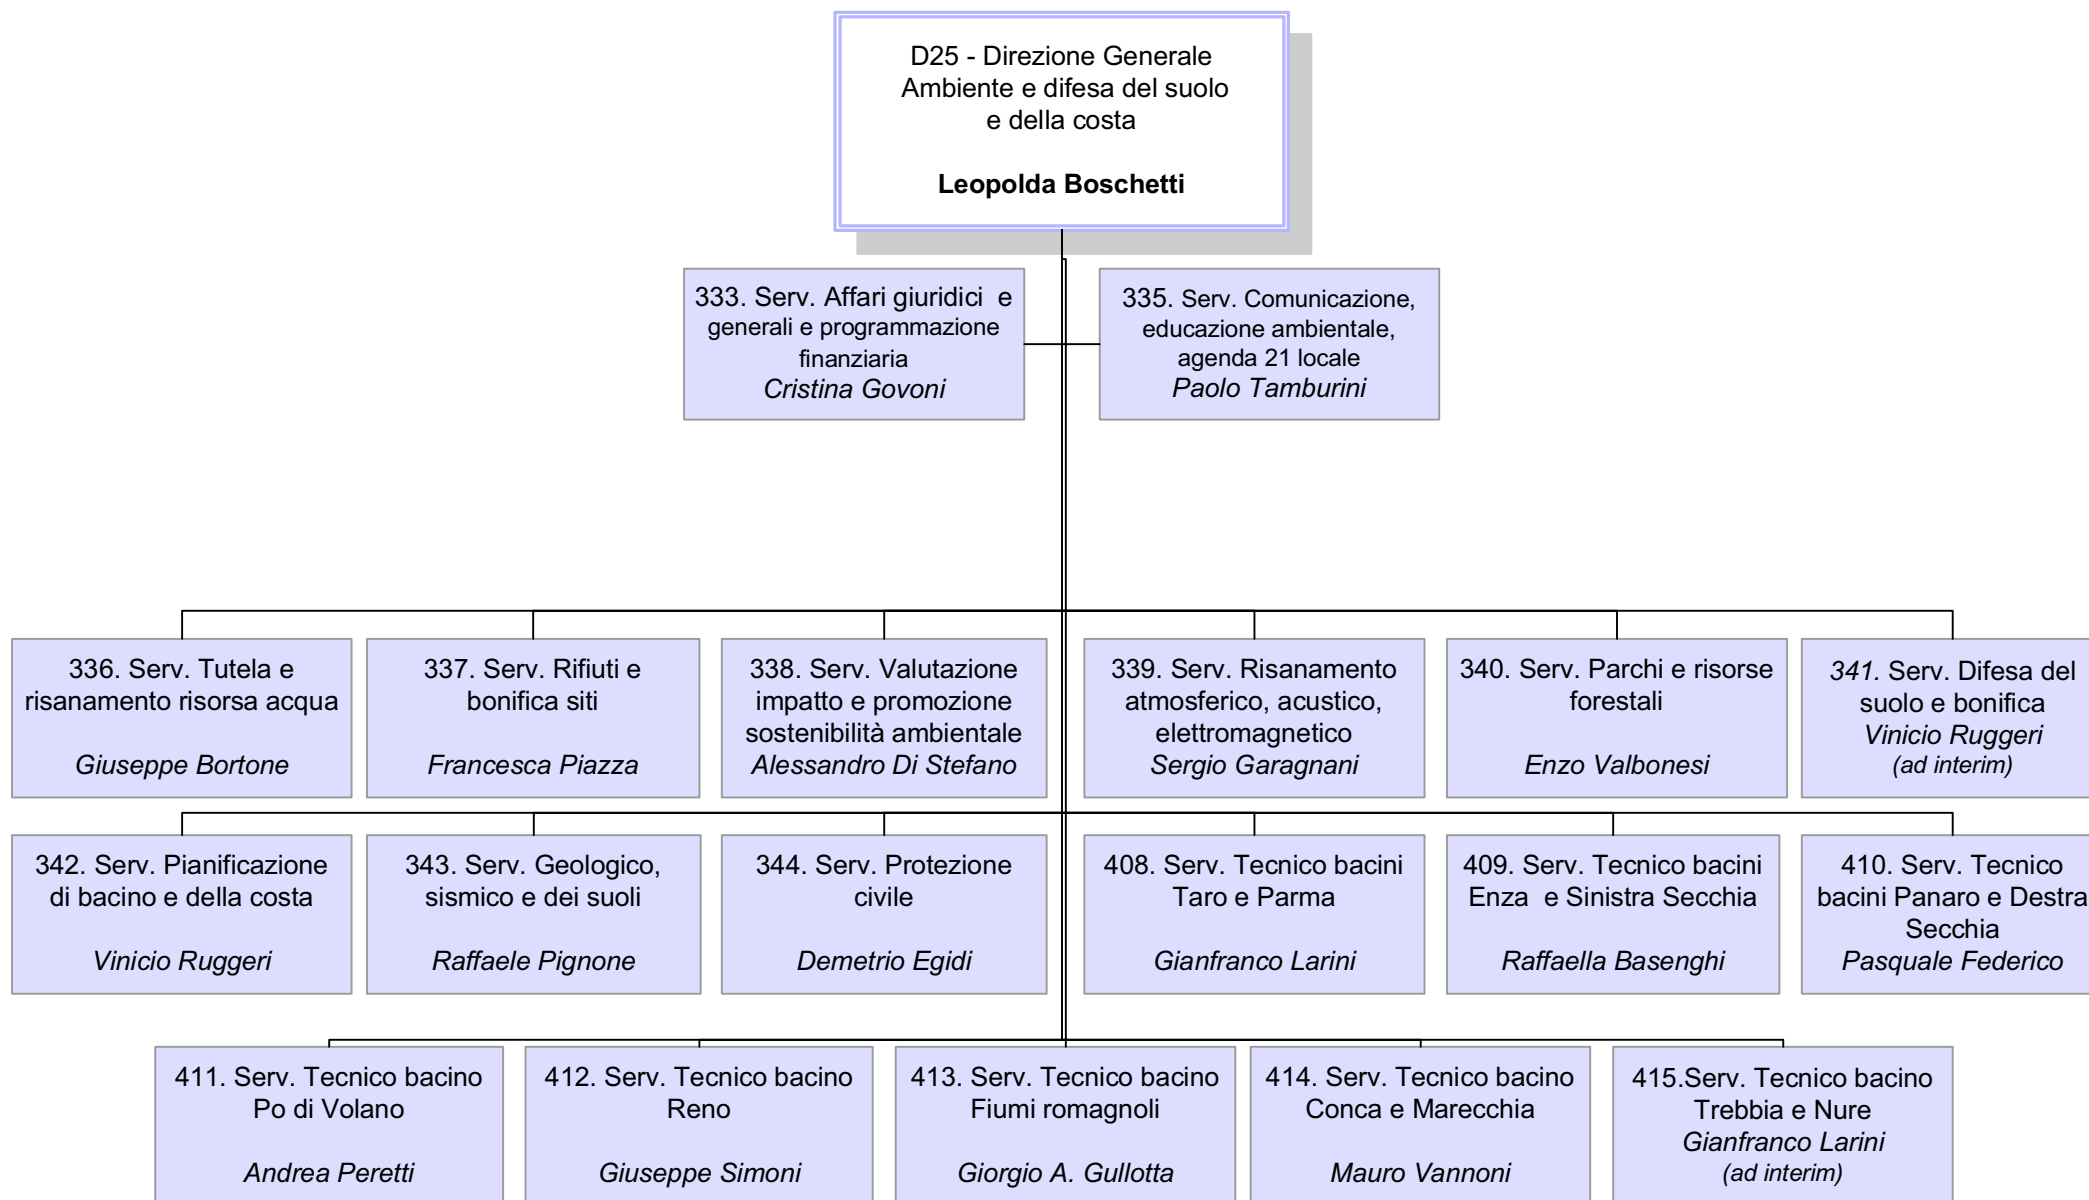 D25 - Direzione Generale
Ambiente e difesa del suolo
e della costa
Leopolda Boschetti
333. Serv. Affari giuridici  e
generali e programmazione
finanziaria
Cristina Govoni
335. Serv. Comunicazione,
educazione ambientale,
agenda 21 locale
Paolo Tamburini
336. Serv. Tutela e
risanamento risorsa acqua
Giuseppe Bortone
337. Serv. Rifiuti e
bonifica siti
Francesca Piazza
338. Serv. Valutazione
impatto e promozione
sostenibilità ambientale
Alessandro Di Stefano
339. Serv. Risanamento
atmosferico, acustico,
elettromagnetico
Sergio Garagnani
340. Serv. Parchi e risorse
forestali
Enzo Valbonesi
341. Serv. Difesa del
suolo e bonifica
Vinicio Ruggeri
(ad interim)
342. Serv. Pianificazione
di bacino e della costa
Vinicio Ruggeri
343. Serv. Geologico,
sismico e dei suoli
Raffaele Pignone
344. Serv. Protezione
civile
Demetrio Egidi
408. Serv. Tecnico bacini
Taro e Parma
Gianfranco Larini
409. Serv. Tecnico bacini
Enza  e Sinistra Secchia
Raffaella Basenghi
410. Serv. Tecnico
bacini Panaro e Destra
Secchia
Pasquale Federico
411. Serv. Tecnico bacino
Po di Volano
Andrea Peretti
412. Serv. Tecnico bacino
Reno
Giuseppe Simoni
413. Serv. Tecnico bacino
Fiumi romagnoli
Giorgio A. Gullotta
414. Serv. Tecnico bacino
Conca e Marecchia
Mauro Vannoni
415.Serv. Tecnico bacino
Trebbia e Nure
Gianfranco Larini
(ad interim)